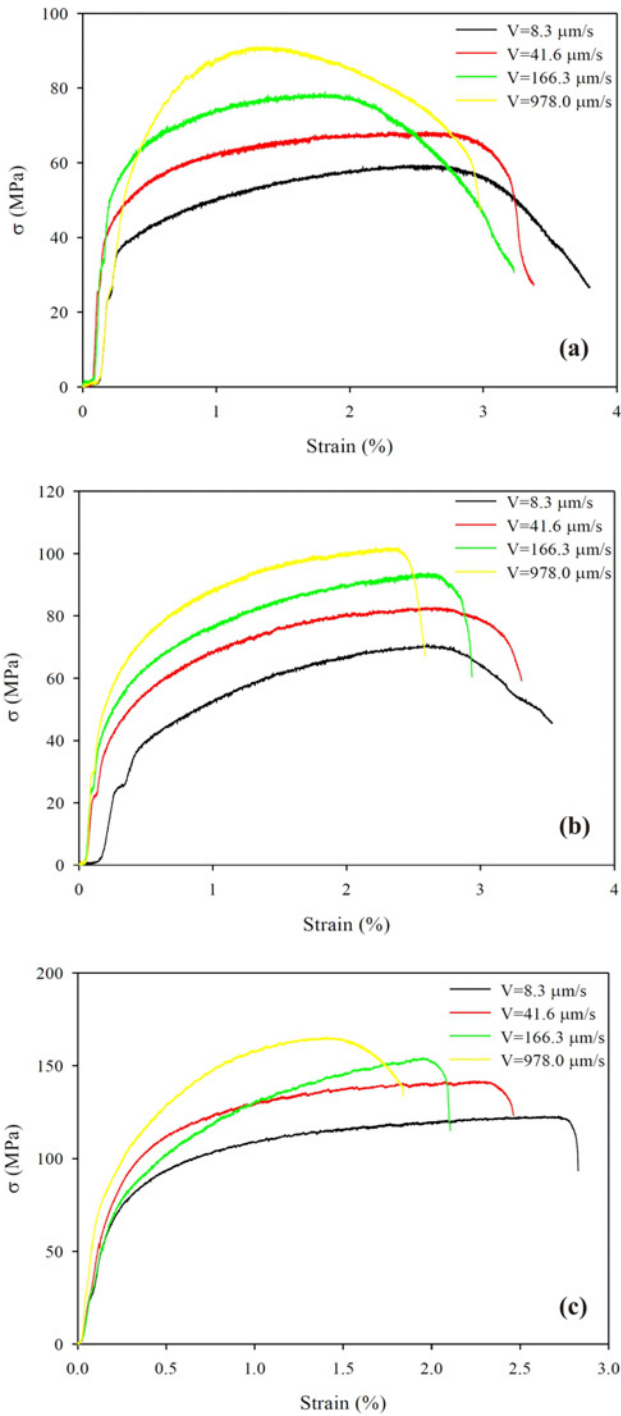 100
80
60
40
20
0
σ (MPa)
V=8.3 μm/s
V=41.6 μm/s
V=166.3 μm/s
V=978.0 μm/s
(a)
0 1 2 3 4
Strain (%)
120
100
80
60
40
20
0
σ (MPa)
V=8.3 μm/s
V=41.6 μm/s
V=166.3 μm/s
V=978.0 μm/s
(b)
0 1 2 3 4
Strain (%)
200
150
100
50
0
σ (MPa)
V=8.3 μm/s
V=41.6 μm/s
V=166.3 μm/s
V=978.0 μm/s
(c)
0.0 0.5 1.0 1.5 2.0 2.5 3.0
Strain (%)